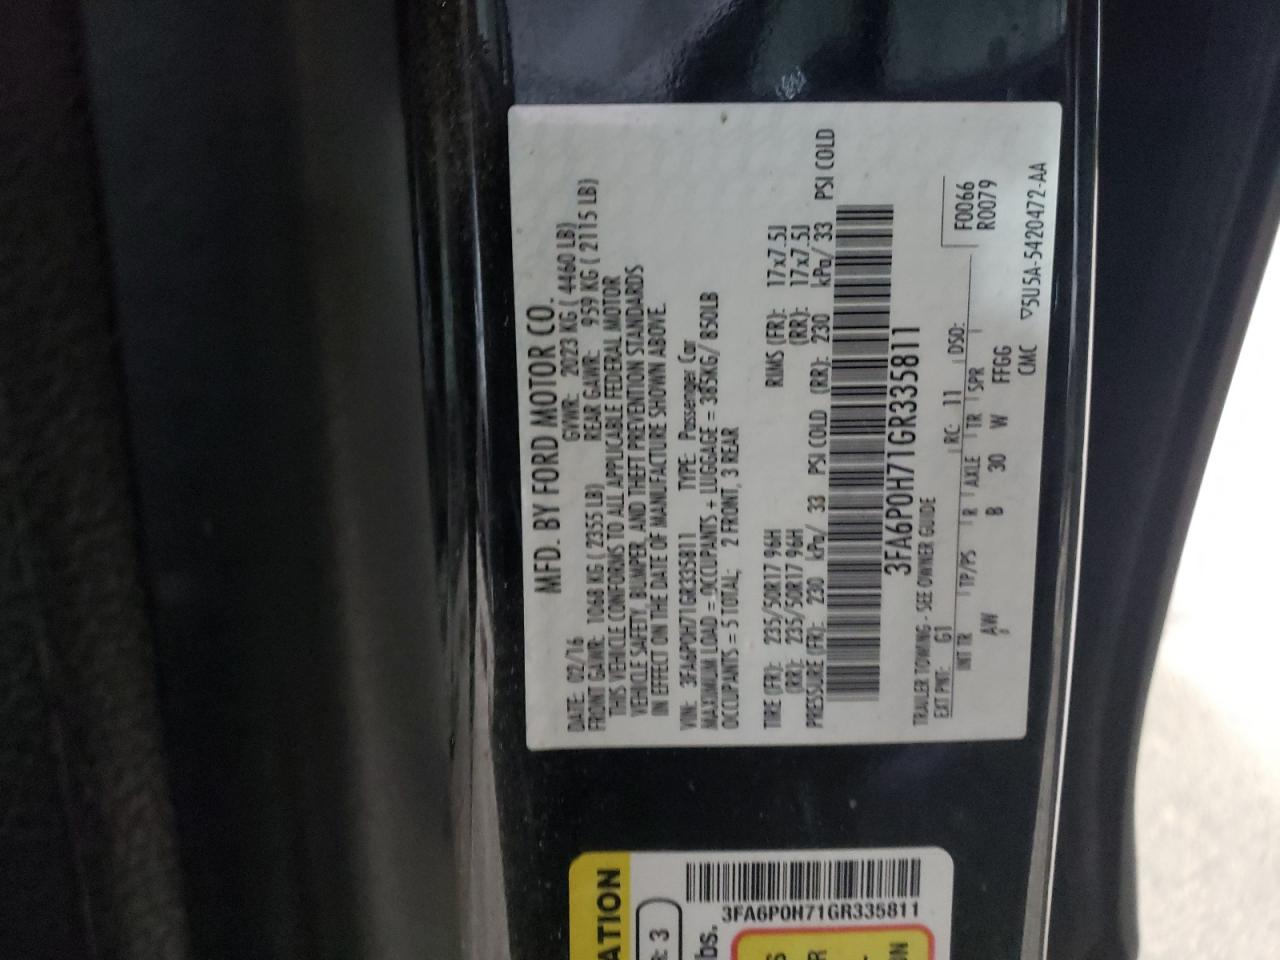 MFD. BY FORD MOTOR CO.
DATE: 02/16 GVWR: 2023 KG ( 4460 LB)
FRONT GAWR: 1068 KG ( 2355 LB) REAR GAWR: 959 KG ( 2115 LB)
THIS VEHICLE CONFORMS TO ALL APPLICABLE FEDERAL MOTOR
VEHICLE SAFETY, BUMPER, AND THEFT PREVENTION STANDARDS
IN EFFECT ON THE DATE OF MANUFACTURE SHOWN ABOVE.
VIN: 3FA6P0H71GR335811 TYPE: Passenger Car
MAXIMUM LOAD = OCCUPANTS + LUGGAGE = 385KG/ 850LB
OCCUPANTS = 5 TOTAL: 2 FRONT, 3 REAR
TIRE (FR): 235/50R17 96H RIMS (FR): 17x7.5J
(RR): 235/50R17 96H (RR): 17x7.5J
PRESSURE (FR): 230 kPa/ 33 PSI COLD (RR): 230 kPa/ 33 PSI COLD
3FA6P0H71GR335811
TRAILER TOWING - SEE OWNER GUIDE
EXT PNT: G1 RC: 11 DSO: F0066
R0079
INT TR TP/PS R AXLE TR SPR
AW B 30 W FFGG
CMC ▽5U5A-5420472-AA
ATION
R: 3
3FA6P0H71GR335811
bs.